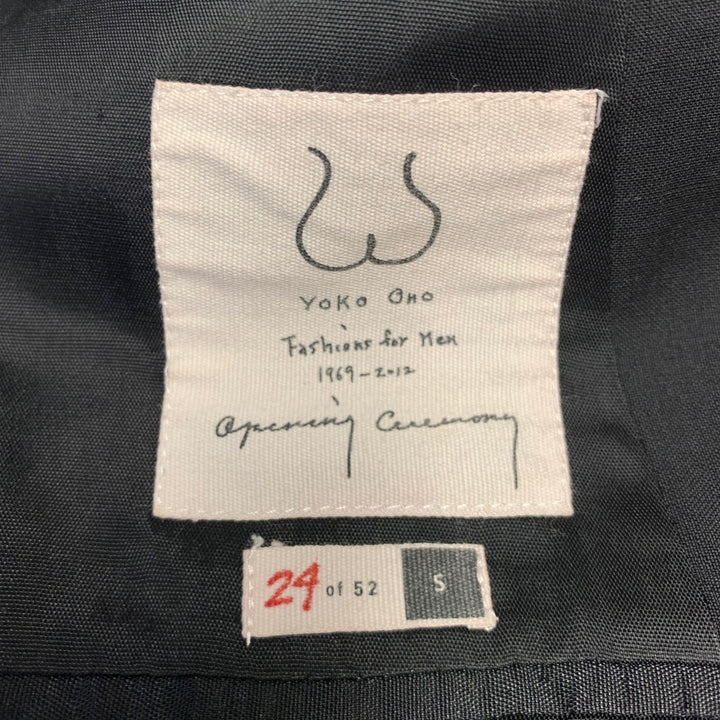 YOKO ONO
Fashions for Men
1969-2012
Opening Ceremony
24 of 52 S